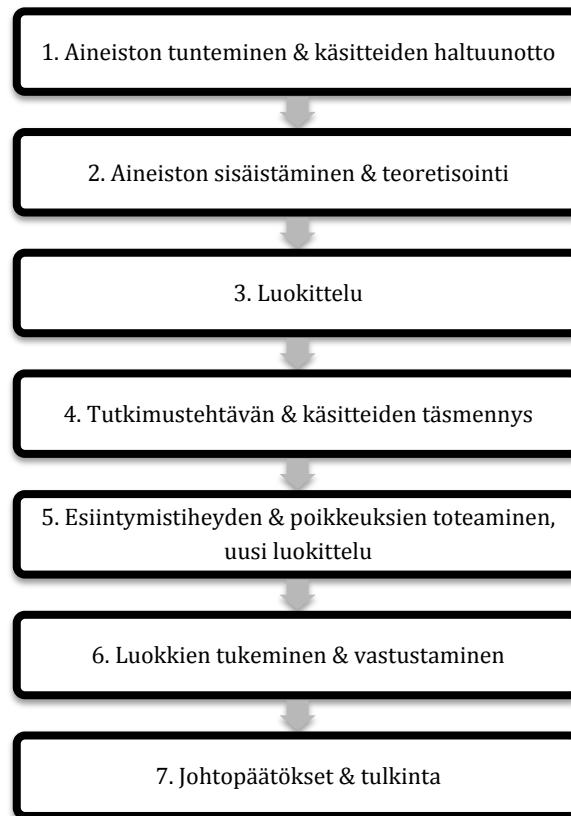 1. Aineiston tunteminen & käsitteiden haltuunotto
2. Aineiston sisäistäminen & teoretisointi
3. Luokittelu
4. Tutkimustehtävän & käsitteiden täsmennys
5. Esiintymistiheyden & poikkeuksien toteaminen,
uusi luokittelu
6. Luokkien tukeminen & vastustaminen
7. Johtopäätökset & tulkinta